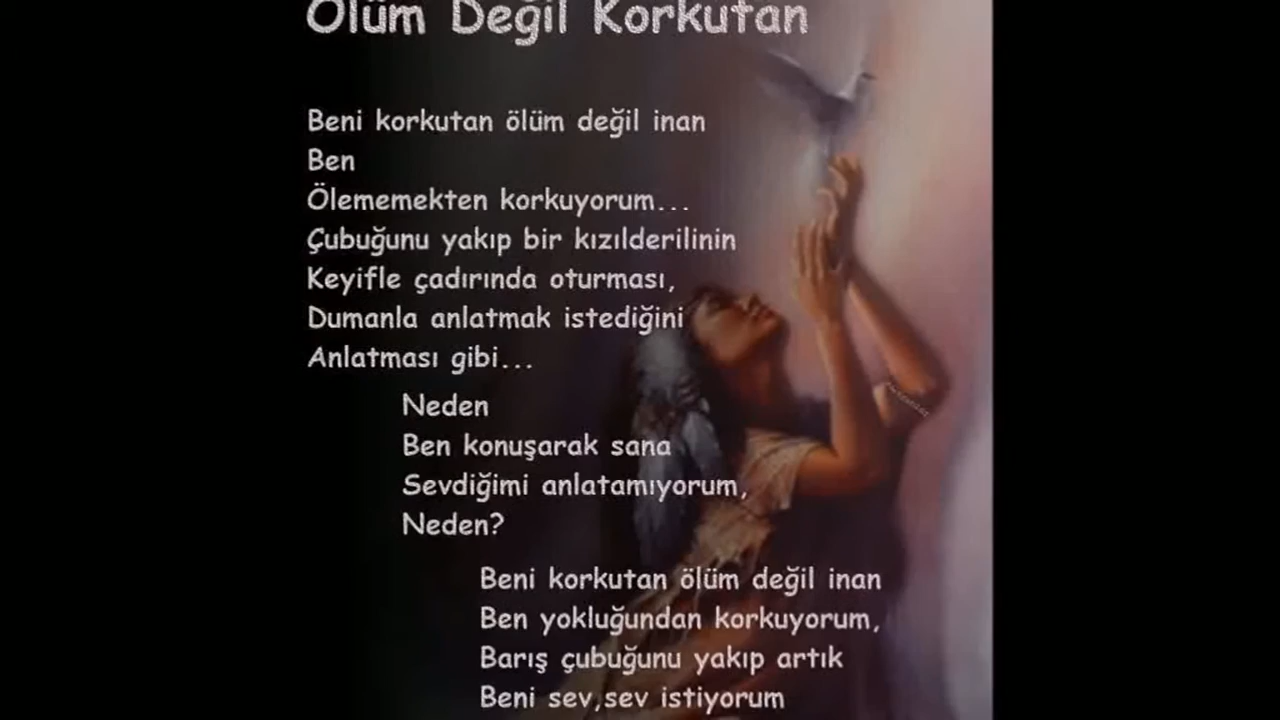 Ölüm Değil Korkutan
Beni korkutan ölüm değil inan
Ben
Ölememekten korkuyorum...
Çubuğunu yakıp bir kızılderilinin
Keyifle çadırında oturması,
Dumanla anlatmak istediğini
Anlatması gibi...
Neden
Ben konuşarak sana
Sevdiğimi anlatamıyorum,
Neden?
Beni korkutan ölüm değil inan
Ben yokluğundan korkuyorum,
Barış çubuğunu yakıp artık
Beni sev,sev istiyorum